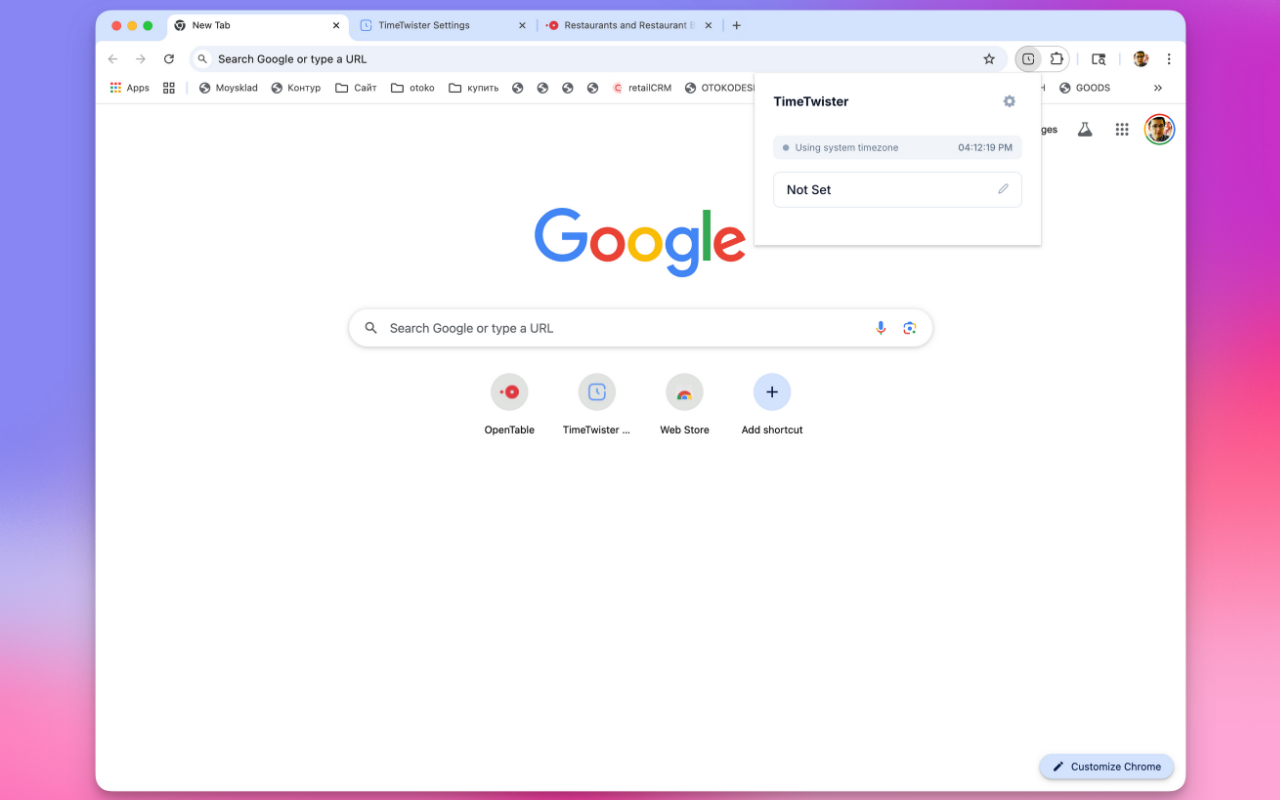 New Tab
TimeTwister Settings
Restaurants and Restaurant
Search Google or type a URL
Apps
Moysklad
Контур
Сайт
otoko
купить
retailCRM
OTOKODESI
GOODS
TimeTwister
Using system timezone 04:12:19 PM
Not Set
ges
Google
Search Google or type a URL
OpenTable
TimeTwister ...
Web Store
Add shortcut
Customize Chrome